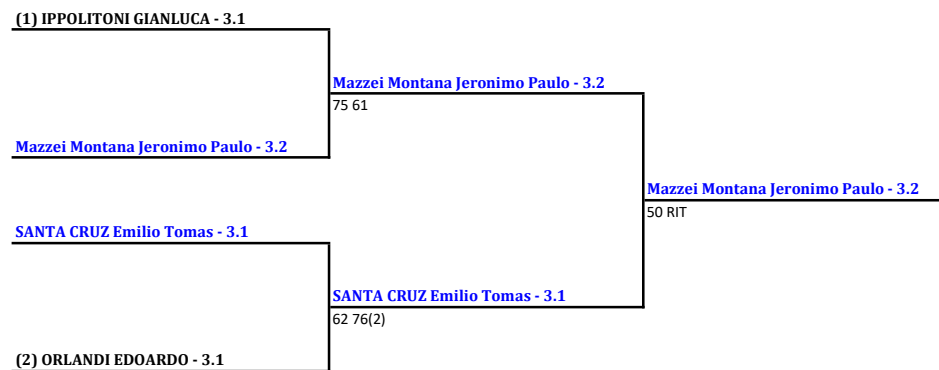 (1) IPPOLITONI GIANLUCA - 3.1
Mazzei Montana Jeronimo Paulo - 3.2
75 61
Mazzei Montana Jeronimo Paulo - 3.2
Mazzei Montana Jeronimo Paulo - 3.2
50 RIT
SANTA CRUZ Emilio Tomas - 3.1
SANTA CRUZ Emilio Tomas - 3.1
62 76(2)
(2) ORLANDI EDOARDO - 3.1